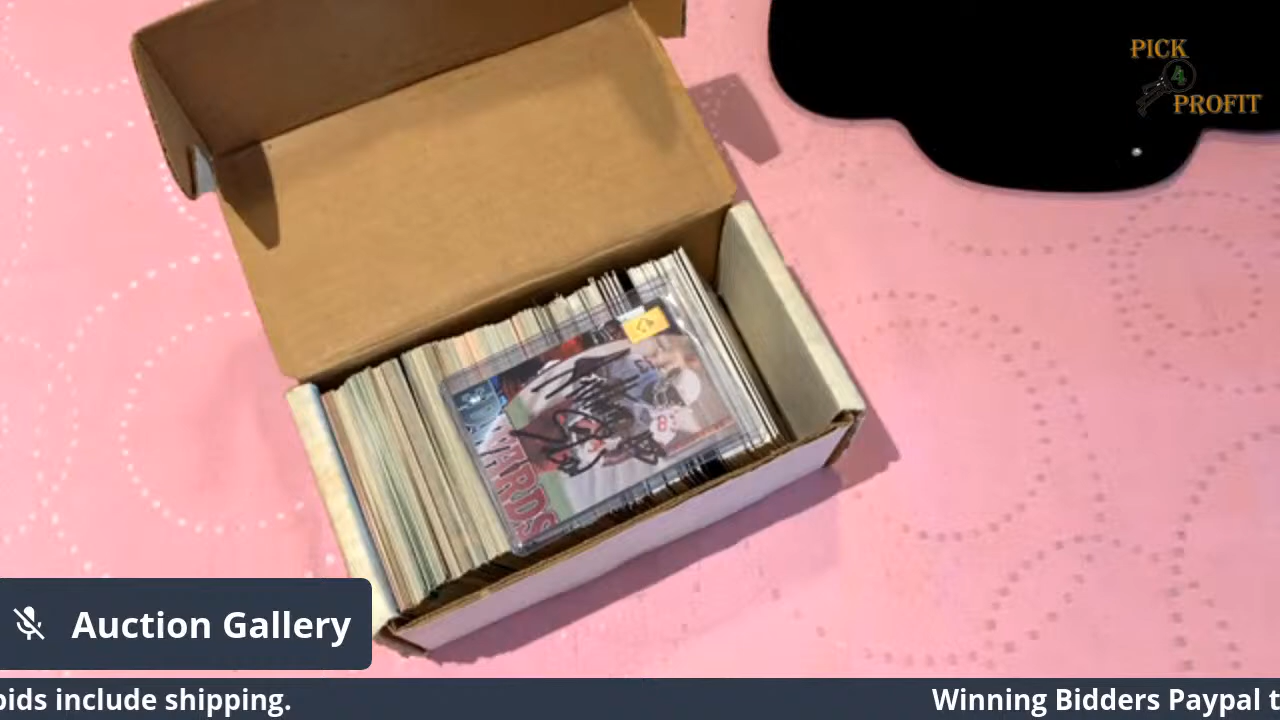 PICK
4
PROFIT
Auction Gallery
bids include shipping.
Winning Bidders Paypal t